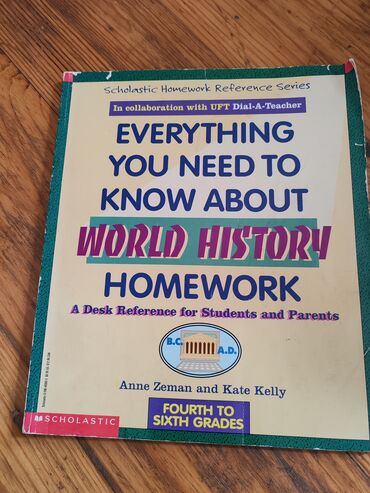 Scholastic Homework Reference Series
In collaboration with UFT Dial-A-Teacher
EVERYTHING
YOU NEED TO
KNOW ABOUT
WORLD HISTORY
HOMEWORK
A Desk Reference for Students and Parents
B.C. A.D.
Anne Zeman and Kate Kelly
FOURTH TO
SIXTH GRADES
SCHOLASTIC